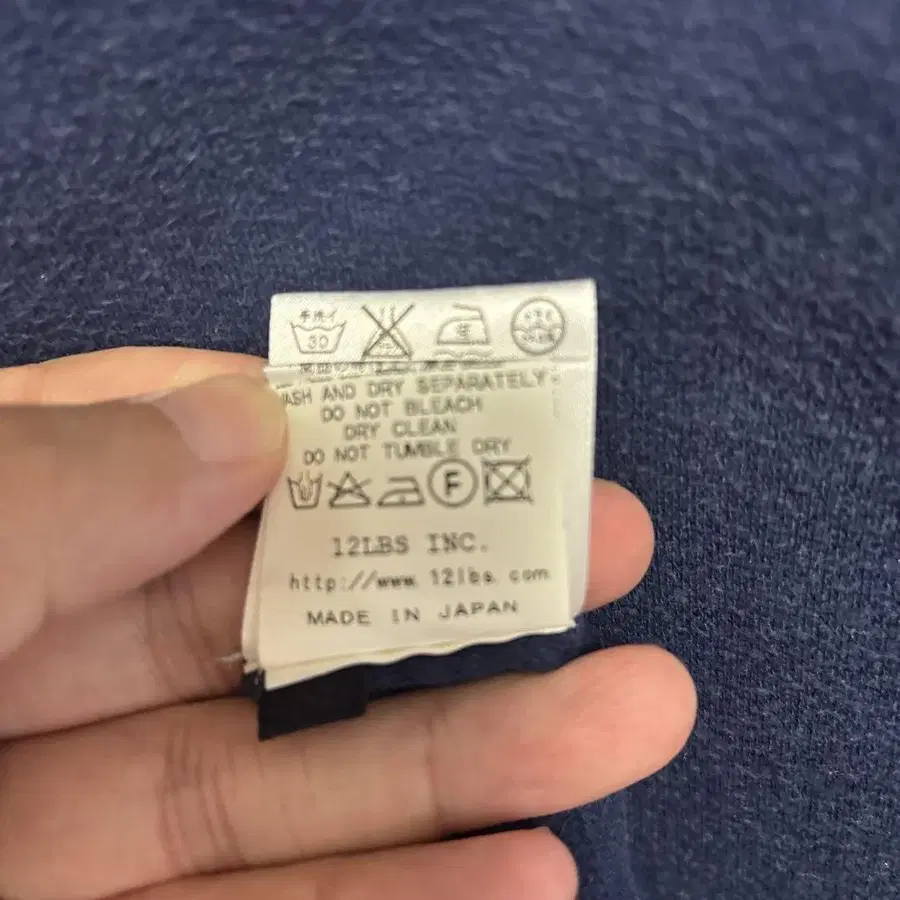 手洗イ
30
WASH AND DRY SEPARATELY
DO NOT BLEACH
DRY CLEAN
DO NOT TUMBLE DRY
F
12LBS INC.
http://www.12lbs.com
MADE IN JAPAN